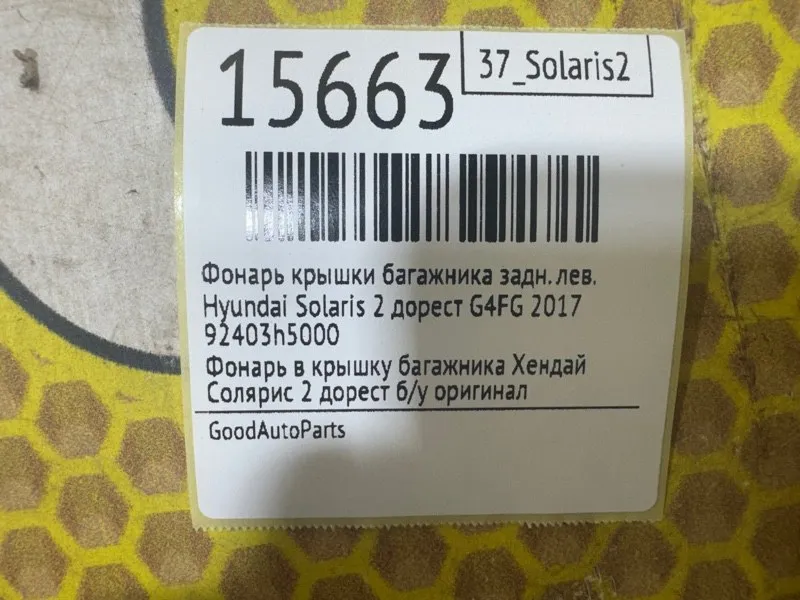 15663
37_Solaris2
Фонарь крышки багажника задн. лев.
Hyundai Solaris 2 дорест G4FG 2017
92403h5000
Фонарь в крышку багажника Хендай
Солярис 2 дорест б/у оригинал
GoodAutoParts